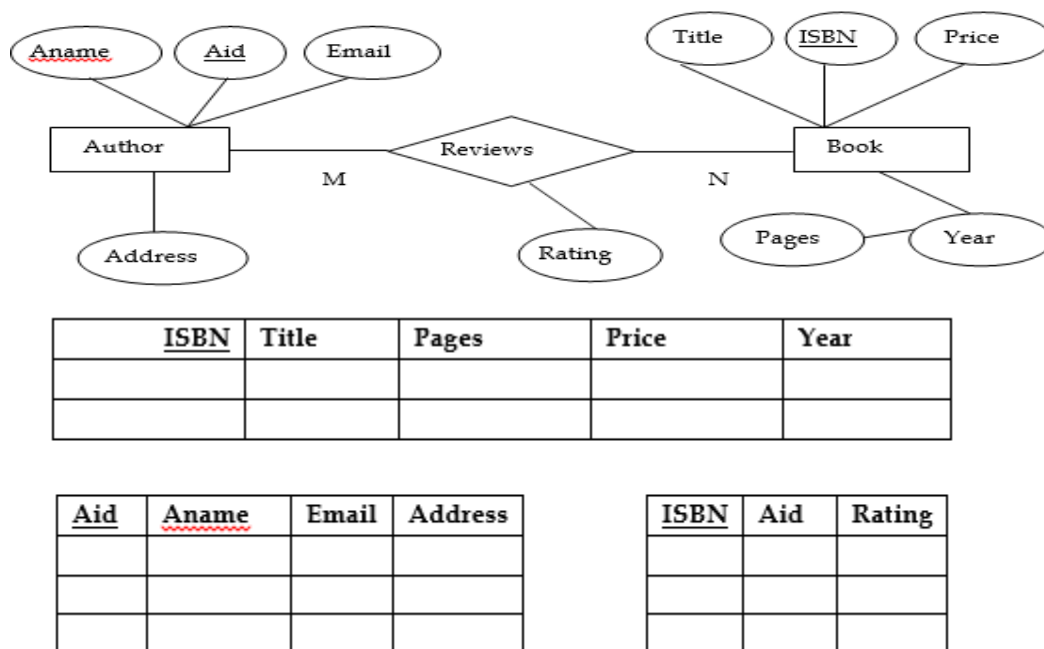 Aname Aid Email
Title ISBN Price
Author
Reviews
Book
M
N
Address
Rating
Pages
Year
ISBN Title Pages Price Year
Aid Aname Email Address
ISBN Aid Rating